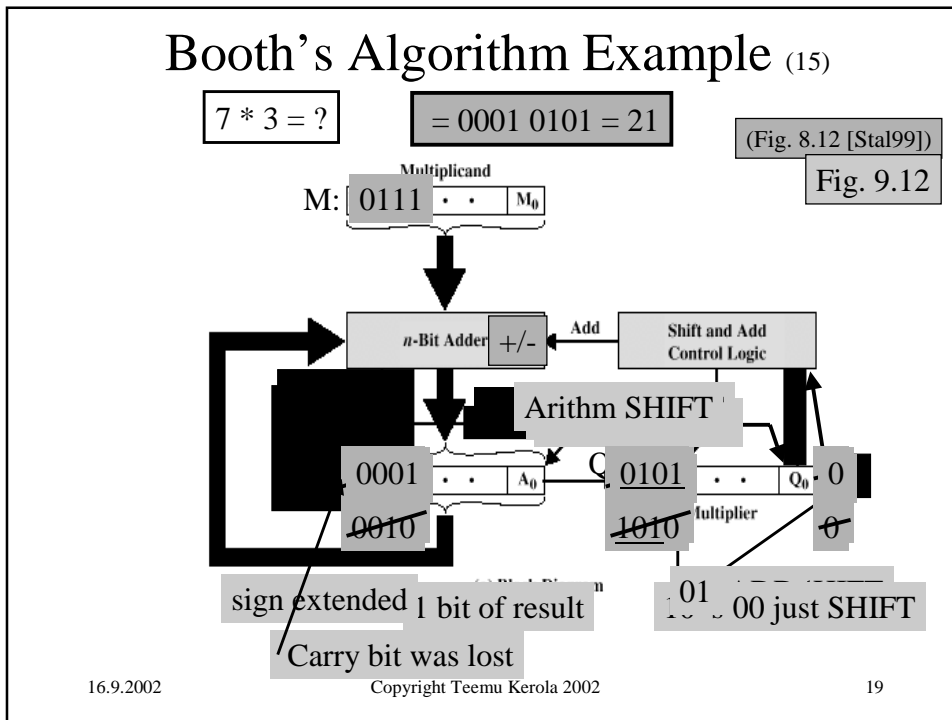 Booth's Algorithm Example (15)
7 * 3 = ?
= 0001 0101 = 21
(Fig. 8.12 [Stal99])
Fig. 9.12
Multiplicand
M: 0111 · · M₀
n-Bit Adder +/-
Add
Shift and Add
Control Logic
Arithm SHIFT
0001 · · A₀
Q
0101 · · Q₀ 0
0010
1010
0
sign extended
bit of result
01
00 just SHIFT
Carry bit was lost
16.9.2002
Copyright Teemu Kerola 2002
19